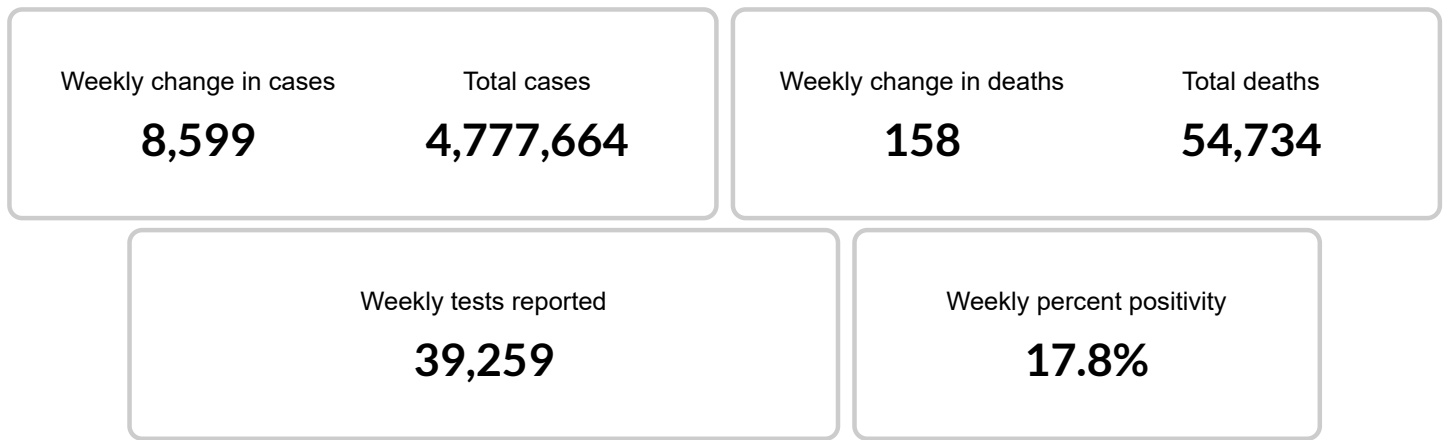 Weekly change in cases
8,599
Total cases
4,777,664
Weekly change in deaths
158
Total deaths
54,734
Weekly tests reported
39,259
Weekly percent positivity
17.8%